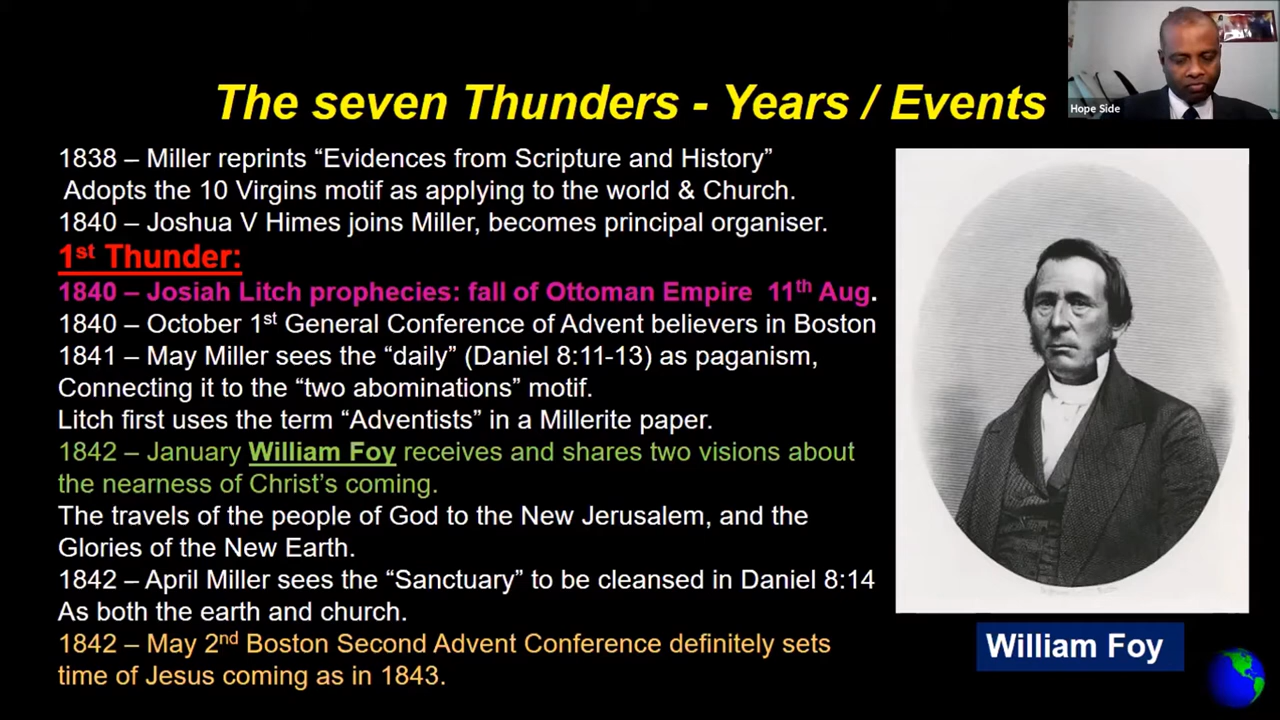 The seven Thunders - Years / Events
Hope Side
1838 – Miller reprints “Evidences from Scripture and History”
Adopts the 10 Virgins motif as applying to the world & Church.
1840 – Joshua V Himes joins Miller, becomes principal organiser.
1st Thunder:
1840 – Josiah Litch prophecies: fall of Ottoman Empire 11th Aug.
1840 – October 1st General Conference of Advent believers in Boston
1841 – May Miller sees the “daily” (Daniel 8:11-13) as paganism,
Connecting it to the “two abominations” motif.
Litch first uses the term “Adventists” in a Millerite paper.
1842 – January William Foy receives and shares two visions about
the nearness of Christ’s coming.
The travels of the people of God to the New Jerusalem, and the
Glories of the New Earth.
1842 – April Miller sees the “Sanctuary” to be cleansed in Daniel 8:14
As both the earth and church.
1842 – May 2nd Boston Second Advent Conference definitely sets
time of Jesus coming as in 1843.
William Foy